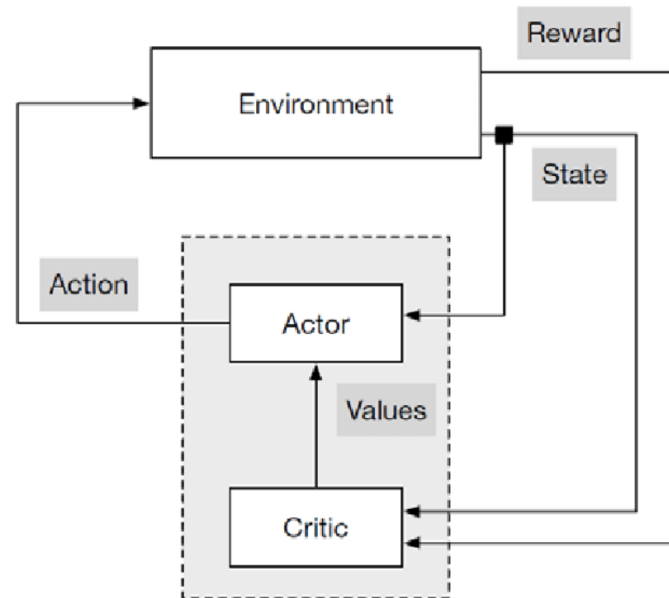 Reward
Environment
State
Action
Actor
Values
Critic